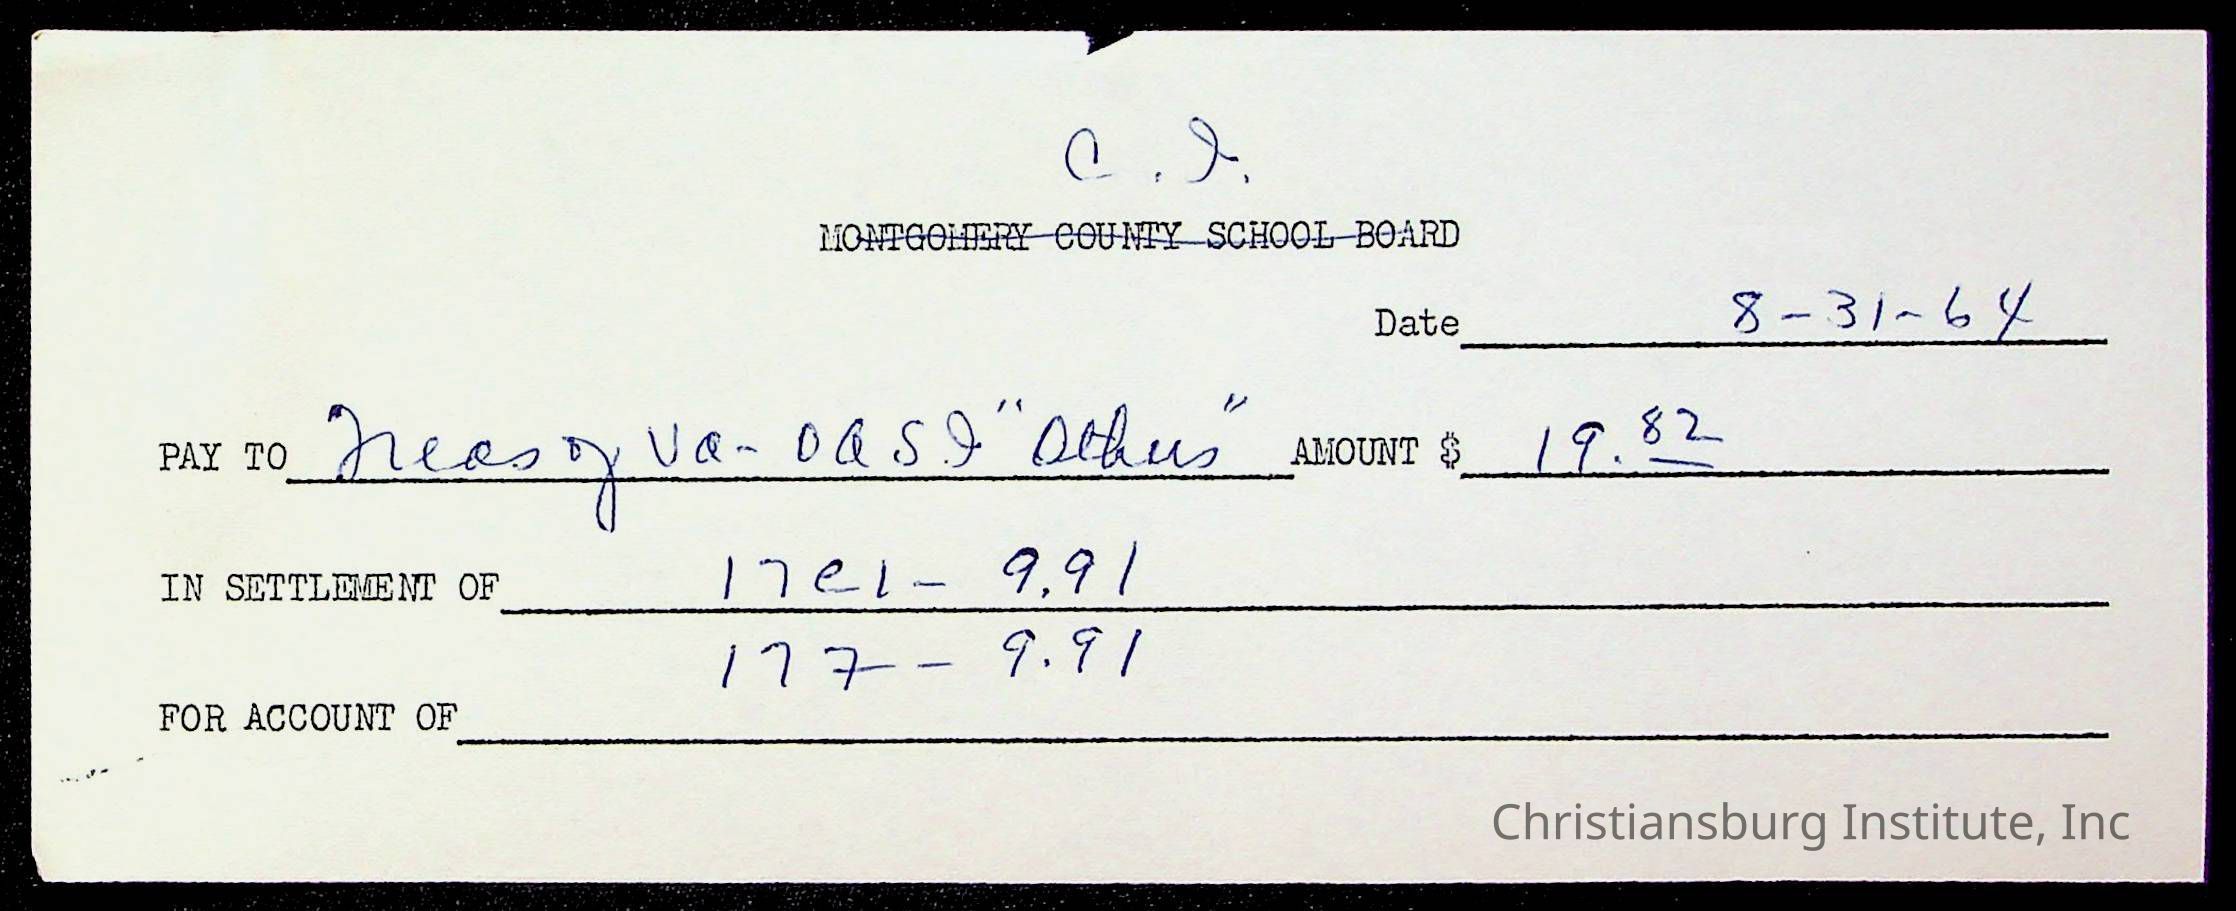 C. I.
MONTGOMERY COUNTY SCHOOL BOARD
Date 8-31-64
PAY TO Treas of Va- OASI "Others" AMOUNT $ 19.82
IN SETTLEMENT OF 17c1- 9.91
177- 9.91
FOR ACCOUNT OF
Christiansburg Institute, Inc